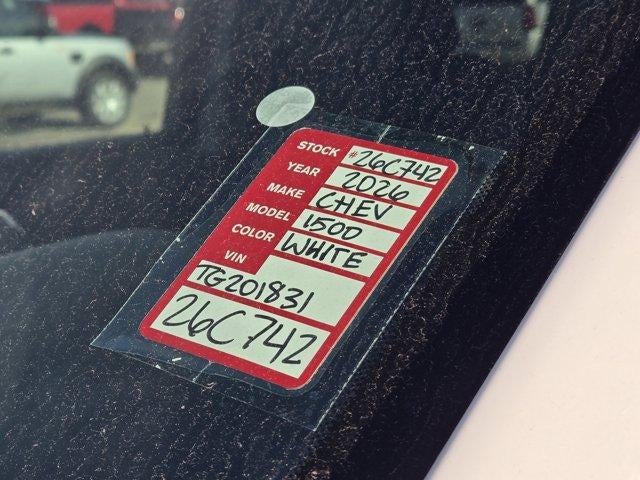 STOCK #26C742
YEAR 2026
MAKE CHEV
MODEL 1500
COLOR WHITE
VIN
TG201831
26C742